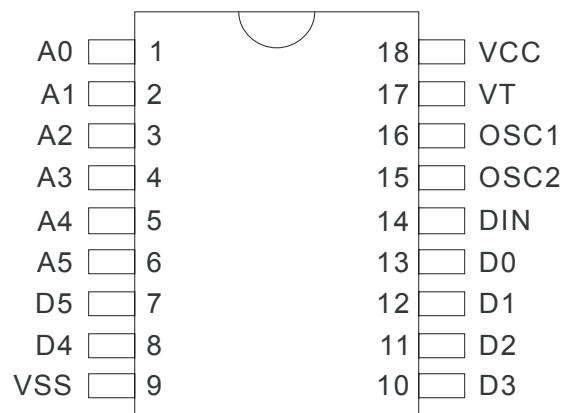 A0 1 18 VCC
A1 2 17 VT
A2 3 16 OSC1
A3 4 15 OSC2
A4 5 14 DIN
A5 6 13 D0
D5 7 12 D1
D4 8 11 D2
VSS 9 10 D3